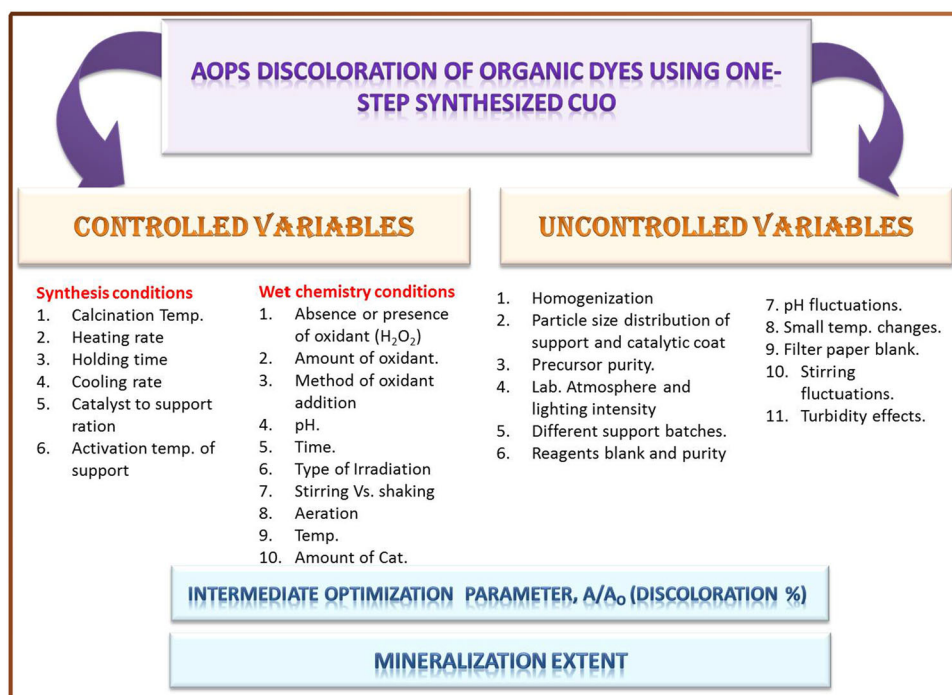 AOPS DISCOLORATION OF ORGANIC DYES USING ONE-
STEP SYNTHESIZED CUO
CONTROLLED VARIABLES
Synthesis conditions
1. Calcination Temp.
2. Heating rate
3. Holding time
4. Cooling rate
5. Catalyst to support
ration
6. Activation temp. of
support
Wet chemistry conditions
1. Absence or presence
of oxidant (H₂O₂)
2. Amount of oxidant.
3. Method of oxidant
addition
4. pH.
5. Time.
6. Type of Irradiation
7. Stirring Vs. shaking
8. Aeration
9. Temp.
10. Amount of Cat.
UNCONTROLLED VARIABLES
1. Homogenization
2. Particle size distribution of
support and catalytic coat
3. Precursor purity.
4. Lab. Atmosphere and
lighting intensity
5. Different support batches.
6. Reagents blank and purity
7. pH fluctuations.
8. Small temp. changes.
9. Filter paper blank.
10. Stirring
fluctuations.
11. Turbidity effects.
INTERMEDIATE OPTIMIZATION PARAMETER, A/A₀ (DISCOLORATION %)
MINERALIZATION EXTENT